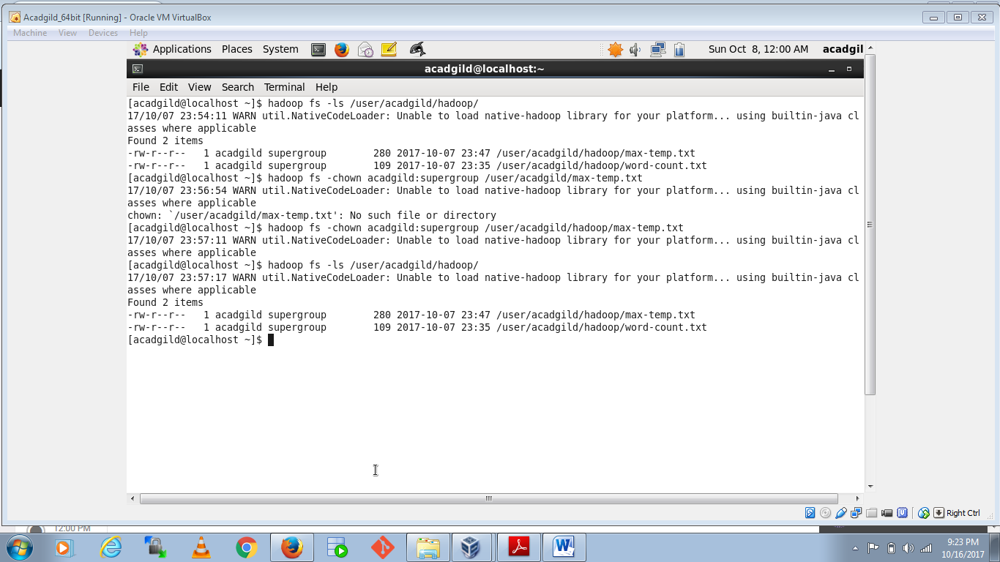 Acadgild_64bit [Running] - Oracle VM VirtualBox
Machine View Devices Help
Applications Places System Sun Oct 8, 12:00 AM acadgil
acadgild@localhost:~
File Edit View Search Terminal Help
[acadgild@localhost ~]$ hadoop fs -ls /user/acadgild/hadoop/
17/10/07 23:54:11 WARN util.NativeCodeLoader: Unable to load native-hadoop library for your platform... using builtin-java cl
asses where applicable
Found 2 items
-rw-r--r--   1 acadgild supergroup        280 2017-10-07 23:47 /user/acadgild/hadoop/max-temp.txt
-rw-r--r--   1 acadgild supergroup        109 2017-10-07 23:35 /user/acadgild/hadoop/word-count.txt
[acadgild@localhost ~]$ hadoop fs -chown acadgild:supergroup /user/acadgild/max-temp.txt
17/10/07 23:56:54 WARN util.NativeCodeLoader: Unable to load native-hadoop library for your platform... using builtin-java cl
asses where applicable
chown: `/user/acadgild/max-temp.txt': No such file or directory
[acadgild@localhost ~]$ hadoop fs -chown acadgild:supergroup /user/acadgild/hadoop/max-temp.txt
17/10/07 23:57:11 WARN util.NativeCodeLoader: Unable to load native-hadoop library for your platform... using builtin-java cl
asses where applicable
[acadgild@localhost ~]$ hadoop fs -ls /user/acadgild/hadoop/
17/10/07 23:57:17 WARN util.NativeCodeLoader: Unable to load native-hadoop library for your platform... using builtin-java cl
asses where applicable
Found 2 items
-rw-r--r--   1 acadgild supergroup        280 2017-10-07 23:47 /user/acadgild/hadoop/max-temp.txt
-rw-r--r--   1 acadgild supergroup        109 2017-10-07 23:35 /user/acadgild/hadoop/word-count.txt
[acadgild@localhost ~]$
Right Ctrl
12:00 PM
9:23 PM
10/16/2017